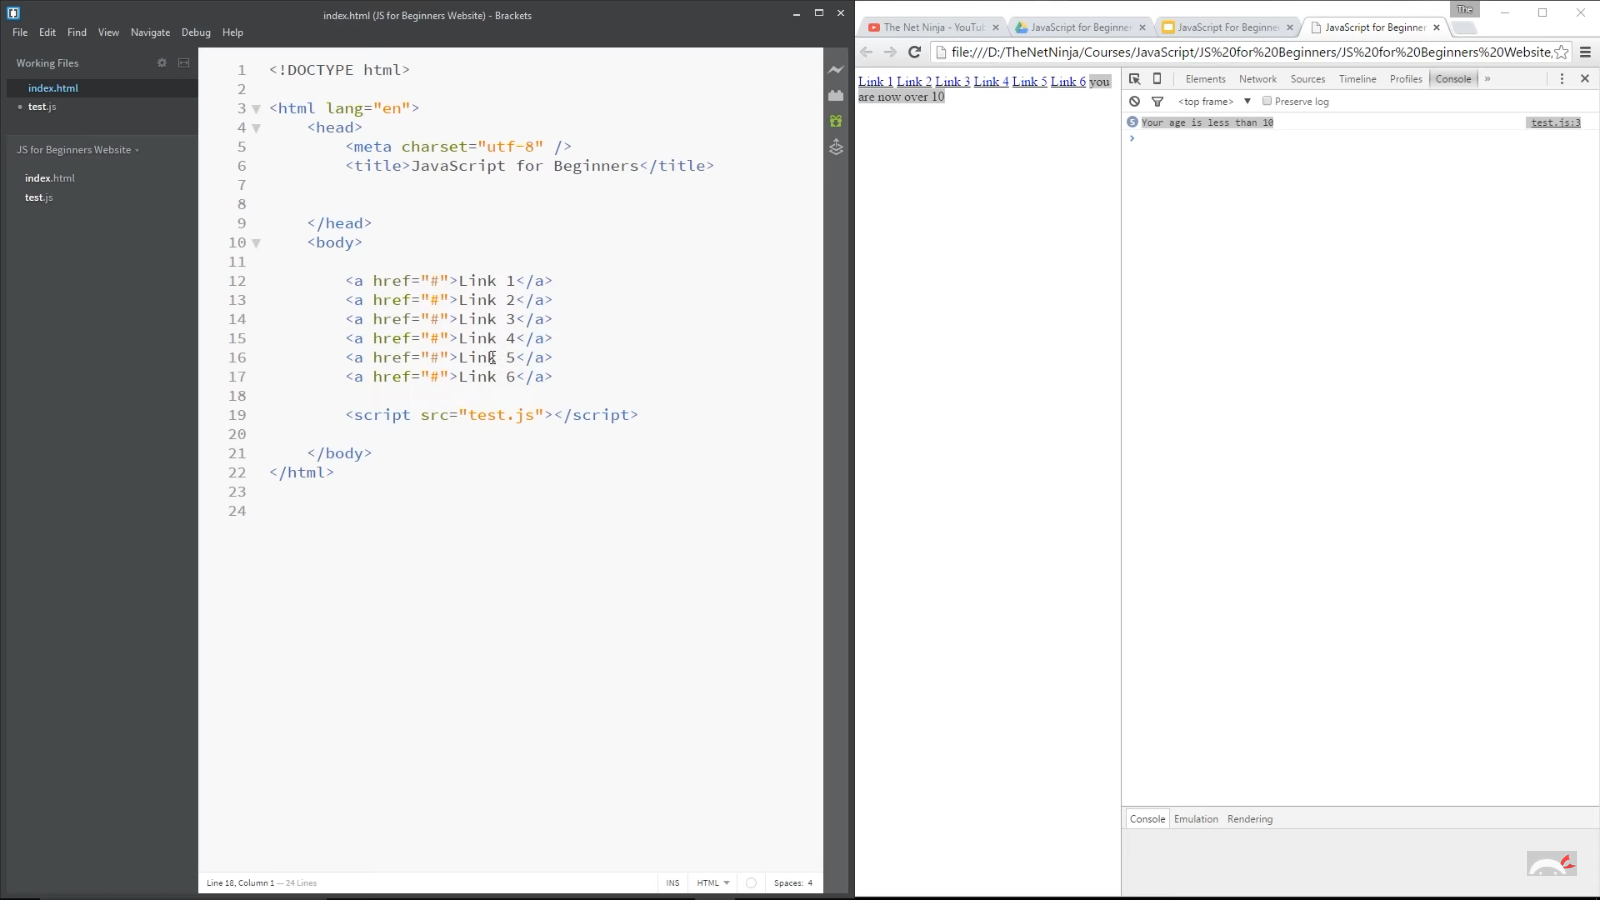 index.html (JS for Beginners Website) - Brackets
File Edit Find View Navigate Debug Help
Working Files
index.html
test.js
JS for Beginners Website
index.html
test.js
1 <!DOCTYPE html>
2
3 <html lang="en">
4 <head>
5 <meta charset="utf-8" />
6 <title>JavaScript for Beginners</title>
7
8
9 </head>
10 <body>
11
12 <a href="#">Link 1</a>
13 <a href="#">Link 2</a>
14 <a href="#">Link 3</a>
15 <a href="#">Link 4</a>
16 <a href="#">Link 5</a>
17 <a href="#">Link 6</a>
18
19 <script src="test.js"></script>
20
21 </body>
22 </html>
23
24
Line 18, Column 1 — 24 Lines
INS HTML Spaces: 4
The
The Net Ninja - YouTu JavaScript for Beginner JavaScript For Beginne JavaScript for Beginner
file:///D:/TheNetNinja/Courses/JavaScript/JS%20for%20Beginners/JS%20for%20Beginners%20Website,
Link 1 Link 2 Link 3 Link 4 Link 5 Link 6 you
are now over 10
Elements Network Sources Timeline Profiles Console »
<top frame> Preserve log
5 Your age is less than 10 test.js:3
Console Emulation Rendering